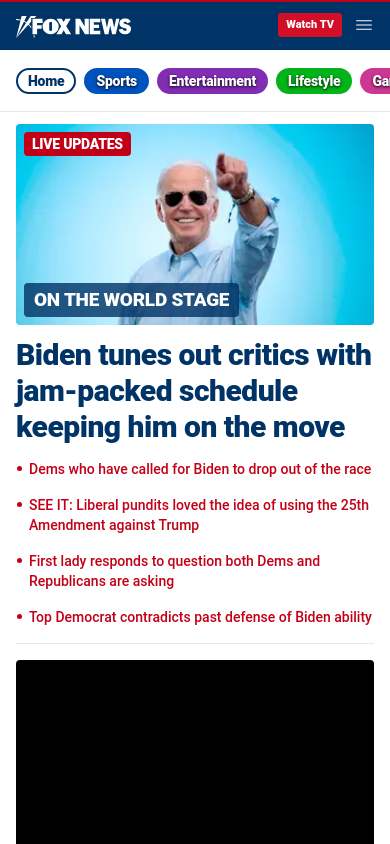 FOX NEWS
Watch TV
Home
Sports
Entertainment
Lifestyle
LIVE UPDATES
ON THE WORLD STAGE
Biden tunes out critics with
jam-packed schedule
keeping him on the move
• Dems who have called for Biden to drop out of the race
• SEE IT: Liberal pundits loved the idea of using the 25th
Amendment against Trump
• First lady responds to question both Dems and
Republicans are asking
• Top Democrat contradicts past defense of Biden ability